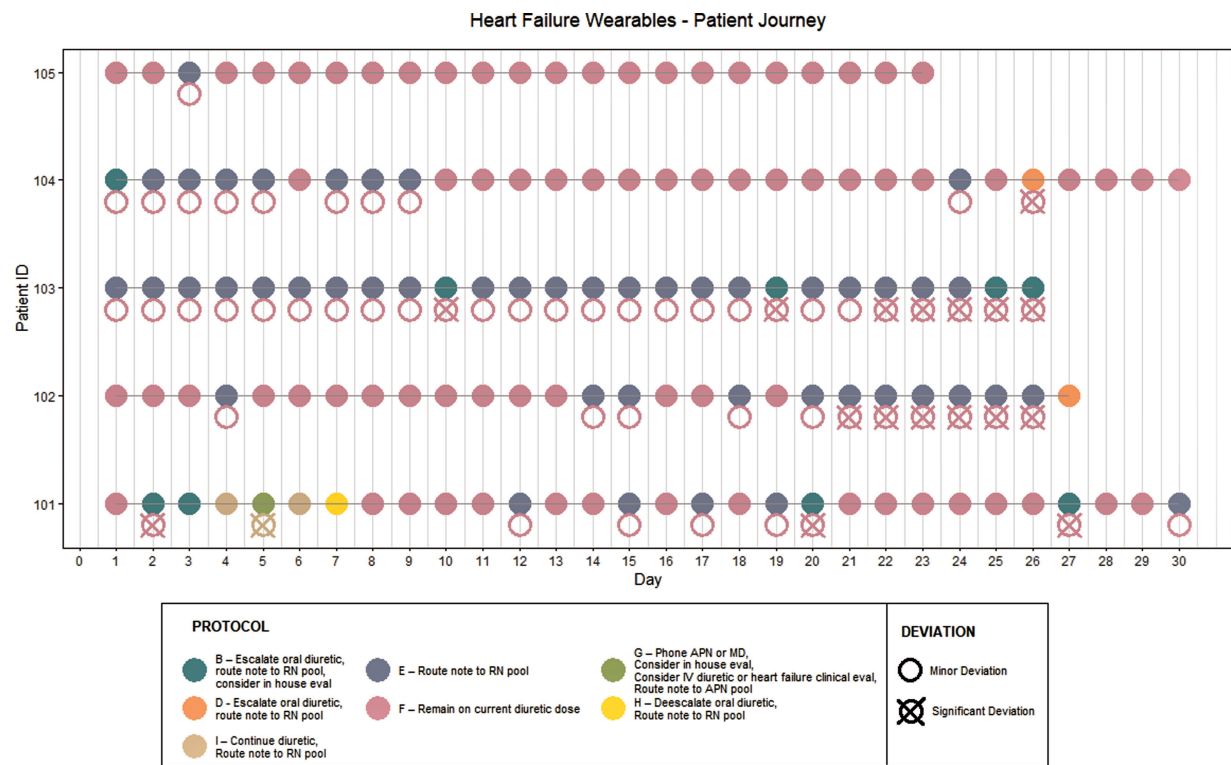 Heart Failure Wearables - Patient Journey
Patient ID
105
104
103
102
101
0 1 2 3 4 5 6 7 8 9 10 11 12 13 14 15 16 17 18 19 20 21 22 23 24 25 26 27 28 29 30
Day
PROTOCOL
B – Escalate oral diuretic,
route note to RN pool,
consider in house eval
D - Escalate oral diuretic,
route note to RN pool
I – Continue diuretic,
Route note to RN pool
E – Route note to RN pool
F – Remain on current diuretic dose
G – Phone APN or MD,
Consider in house eval,
Consider IV diuretic or heart failure clinical eval,
Route note to APN pool
H – Deescalate oral diuretic,
Route note to RN pool
DEVIATION
Minor Deviation
Significant Deviation